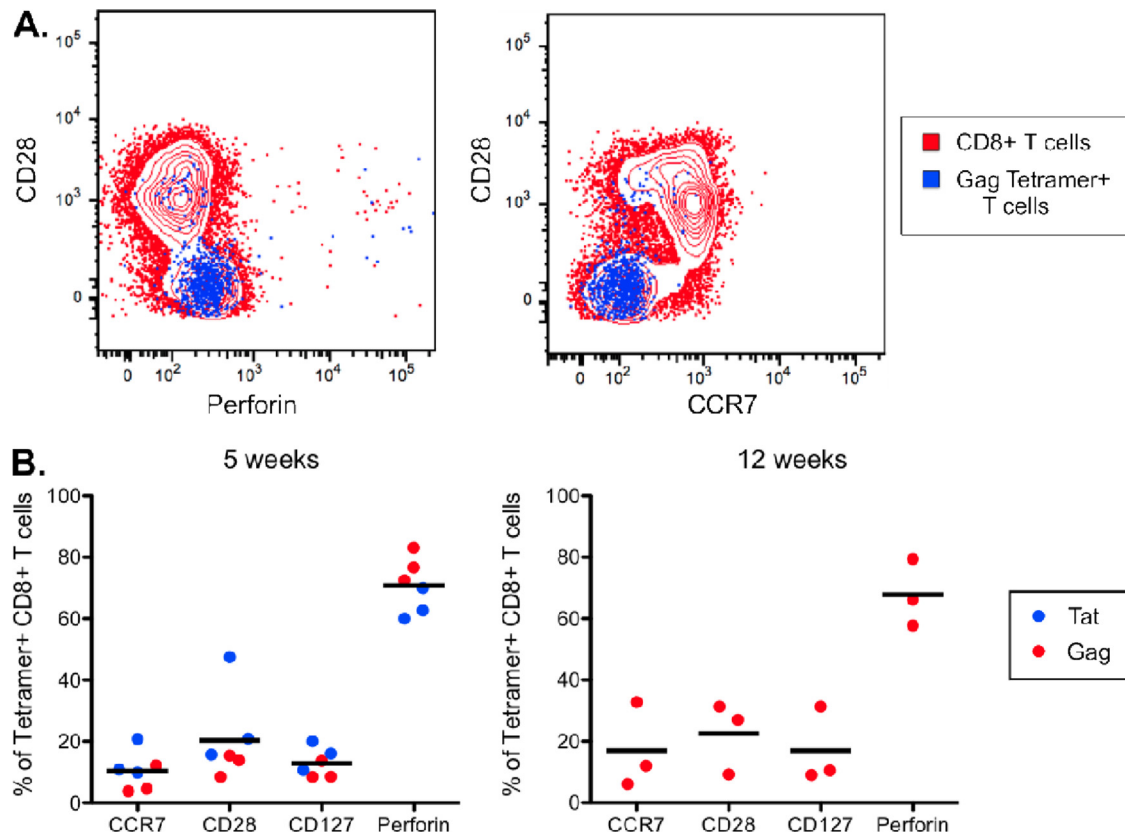 A.
CD28
10⁵
10⁴
10³
0
0 10² 10³ 10⁴ 10⁵
Perforin
CD28
10⁵
10⁴
10³
0
0 10² 10³ 10⁴ 10⁵
CCR7
CD8+ T cells
Gag Tetramer+
T cells
B.
5 weeks
% of Tetramer+ CD8+ T cells
100
80
60
40
20
0
CCR7 CD28 CD127 Perforin
12 weeks
% of Tetramer+ CD8+ T cells
100
80
60
40
20
0
CCR7 CD28 CD127 Perforin
Tat
Gag